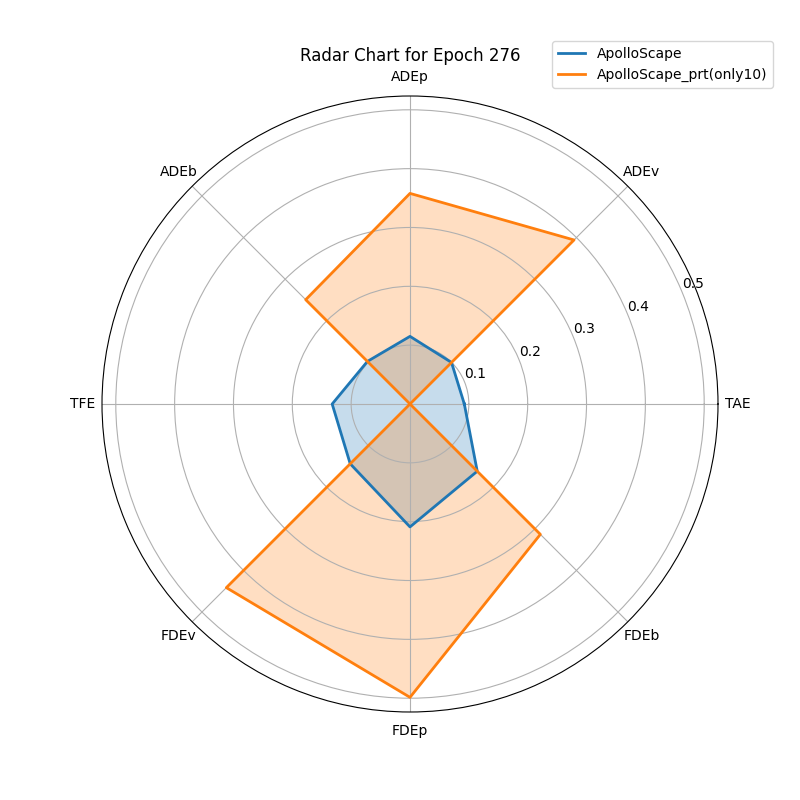 Radar Chart for Epoch 276
ApolloScape
ApolloScape_prt(only10)
ADEp
ADEb
ADEv
0.5
0.4
0.3
0.2
0.1
TFE
TAE
FDEv
FDEb
FDEp